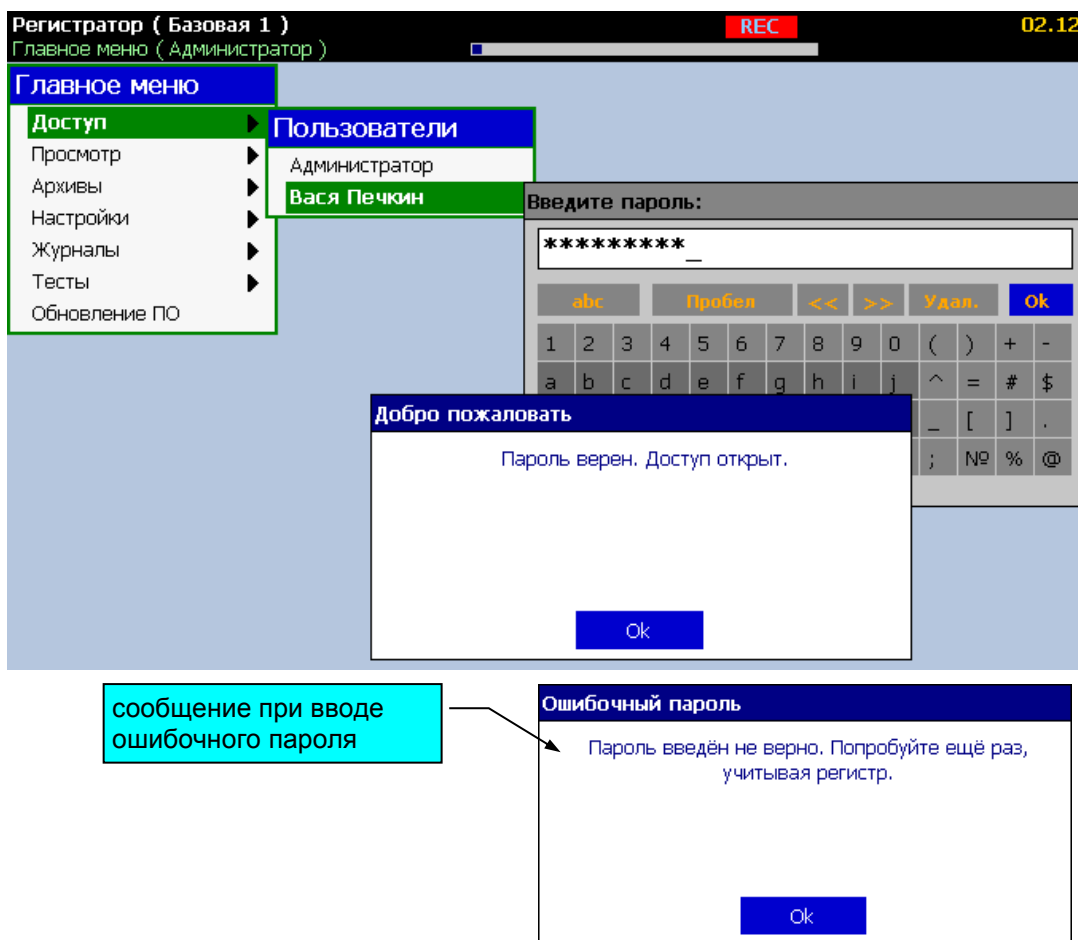 Регистратор ( Базовая 1 )
REC
02.12
Главное меню ( Администратор )
Главное меню
Доступ
Просмотр
Архивы
Настройки
Журналы
Тесты
Обновление ПО
Пользователи
Администратор
Вася Печкин
Введите пароль:
*********_
abc Пробел << >> Удал. Ok
1 2 3 4 5 6 7 8 9 0 ( ) + -
a b c d e f g h i j ^ = # $
_ [ ] .
; № % @
Добро пожаловать
Пароль верен. Доступ открыт.
Ok
сообщение при вводе
ошибочного пароля
Ошибочный пароль
Пароль введён не верно. Попробуйте ещё раз,
учитывая регистр.
Ok